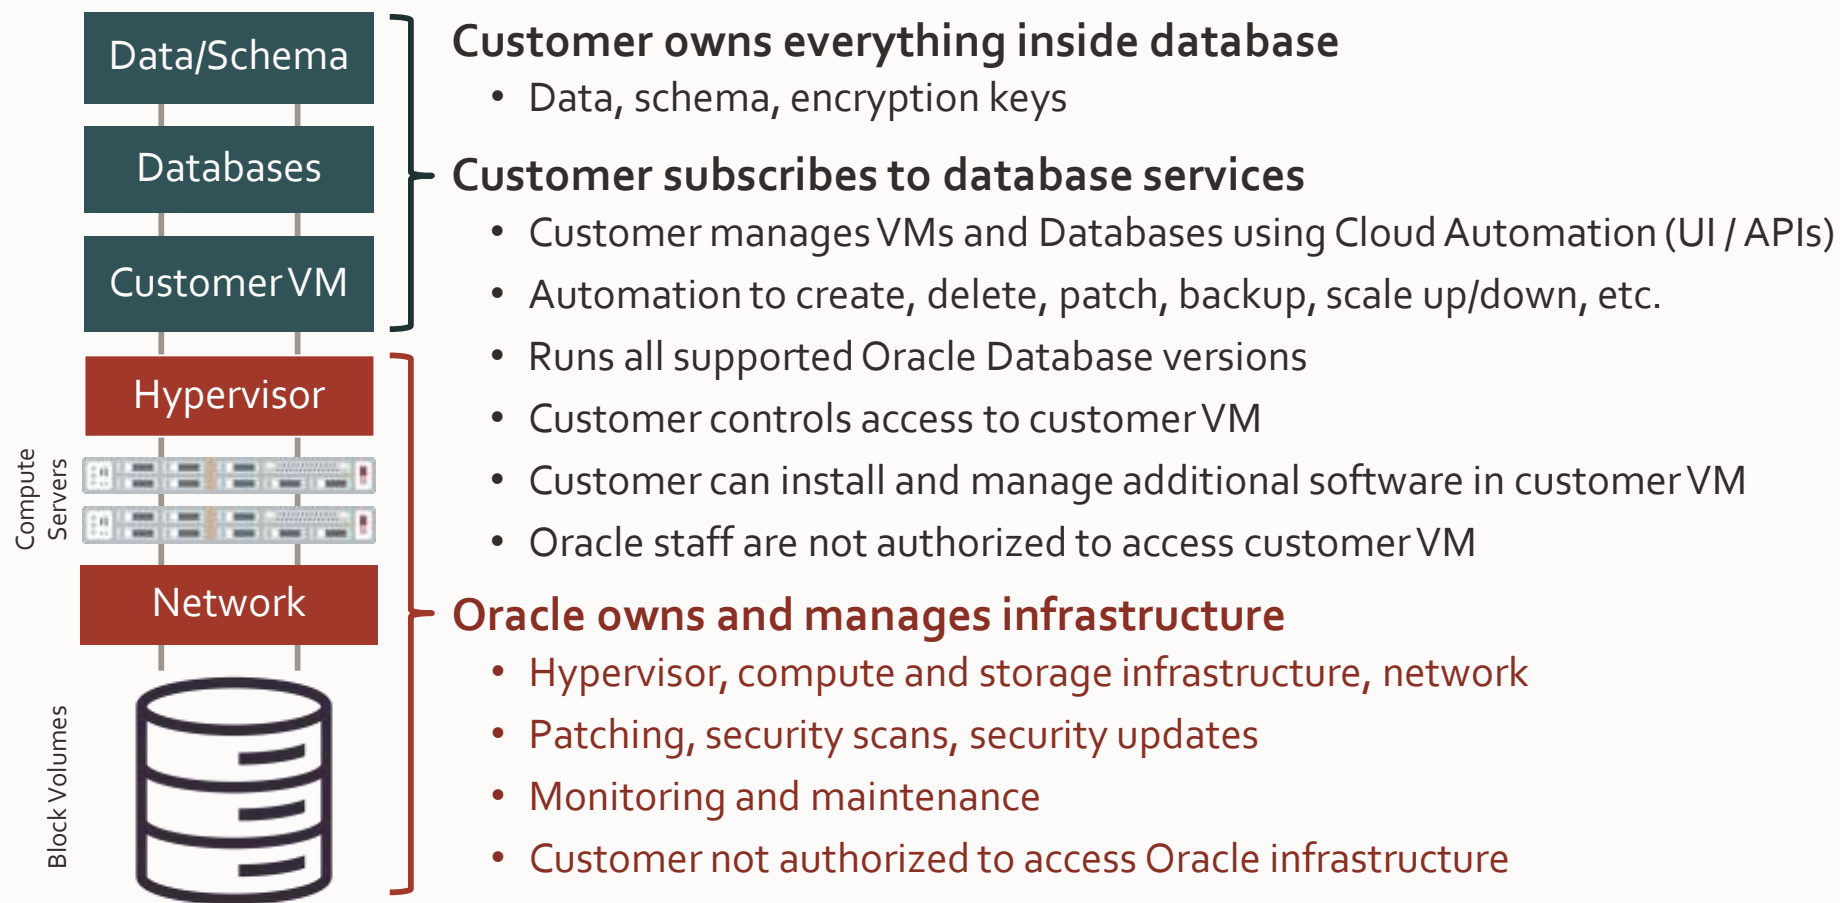 Data/Schema
Databases
Customer VM
Hypervisor
Compute
Servers
Network
Block Volumes
Customer owns everything inside database
• Data, schema, encryption keys
Customer subscribes to database services
• Customer manages VMs and Databases using Cloud Automation (UI / APIs)
• Automation to create, delete, patch, backup, scale up/down, etc.
• Runs all supported Oracle Database versions
• Customer controls access to customer VM
• Customer can install and manage additional software in customer VM
• Oracle staff are not authorized to access customer VM
Oracle owns and manages infrastructure
• Hypervisor, compute and storage infrastructure, network
• Patching, security scans, security updates
• Monitoring and maintenance
• Customer not authorized to access Oracle infrastructure